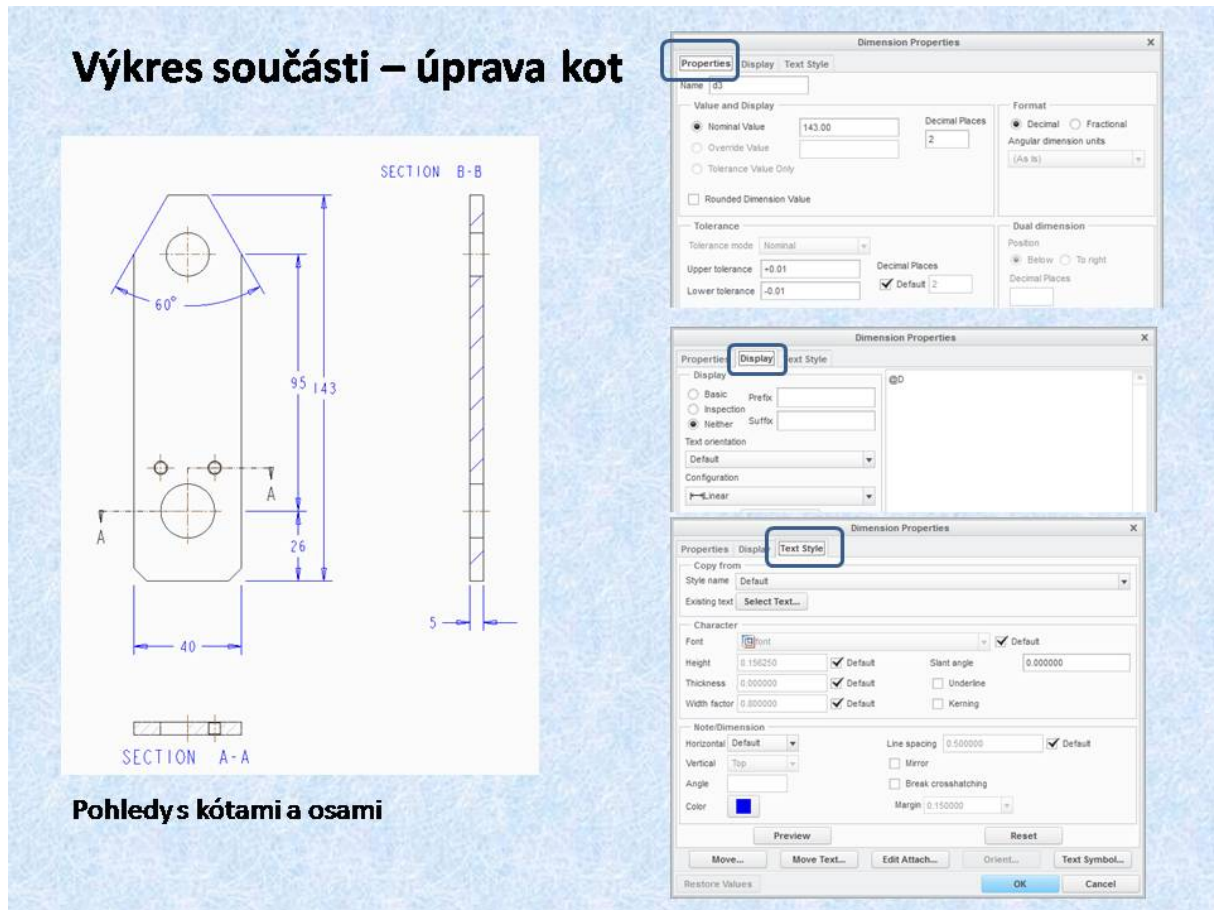 Výkres součásti – úprava kot
SECTION B-B
60°
95
143
A
A
26
5
40
SECTION A-A
Pohledy s kótami a osami
Dimension Properties X
Properties Display Text Style
Name d3
Value and Display
Nominal Value 143.00 Decimal Places
2
Override Value
Tolerance Value Only
Rounded Dimension Value
Format
Decimal Fractional
Angular dimension units
(As Is)
Tolerance
Tolerance mode Nominal
Upper tolerance +0.01 Decimal Places
Default 2
Lower tolerance -0.01
Dual dimension
Position
Below To right
Decimal Places
Dimension Properties X
Properties Display Text Style
Display
Basic Prefix
Inspection
Neither Suffix
Text orientation
Default
Configuration
Linear
@D
Dimension Properties X
Properties Display Text Style
Copy from
Style name Default
Existing text Select Text...
Character
Font font Default
Height 0.156250 Default Slant angle 0.000000
Thickness 0.000000 Default Underline
Width factor 0.800000 Default Kerning
Note/Dimension
Horizontal Default Line spacing 0.500000 Default
Vertical Top Mirror
Angle Break crosshatching
Color Margin 0.150000
Preview Reset
Move... Move Text... Edit Attach... Orient... Text Symbol...
Restore Values OK Cancel